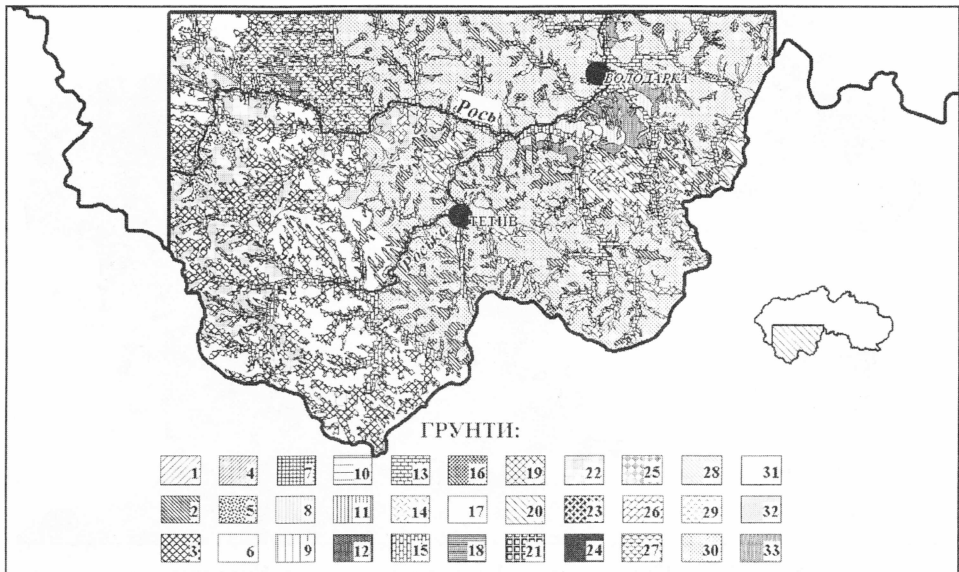 ВОЛОДАРКА
Рось
ТЕТІЇВ
Роська
ГРУНТИ:
1 4 7 10 13 16 19 22 25 28 31
2 5 8 11 14 17 20 23 26 29 32
3 6 9 12 15 18 21 24 27 30 33